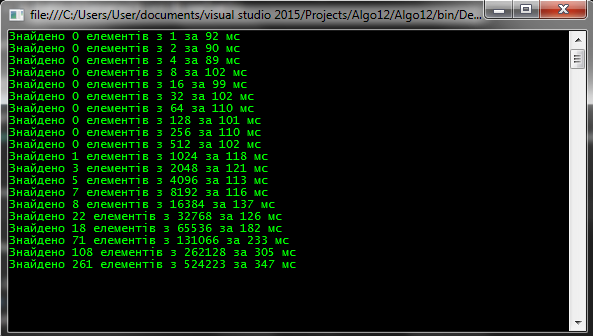 file:///C:/Users/User/documents/visual studio 2015/Projects/Algo12/Algo12/bin/De...
Знайдено 0 елементів з 1 за 92 мс
Знайдено 0 елементів з 2 за 90 мс
Знайдено 0 елементів з 4 за 89 мс
Знайдено 0 елементів з 8 за 102 мс
Знайдено 0 елементів з 16 за 99 мс
Знайдено 0 елементів з 32 за 102 мс
Знайдено 0 елементів з 64 за 110 мс
Знайдено 0 елементів з 128 за 101 мс
Знайдено 0 елементів з 256 за 110 мс
Знайдено 0 елементів з 512 за 102 мс
Знайдено 1 елементів з 1024 за 118 мс
Знайдено 3 елементів з 2048 за 121 мс
Знайдено 5 елементів з 4096 за 113 мс
Знайдено 7 елементів з 8192 за 116 мс
Знайдено 8 елементів з 16384 за 137 мс
Знайдено 22 елементів з 32768 за 126 мс
Знайдено 18 елементів з 65536 за 182 мс
Знайдено 71 елементів з 131066 за 233 мс
Знайдено 108 елементів з 262128 за 305 мс
Знайдено 261 елементів з 524223 за 347 мс